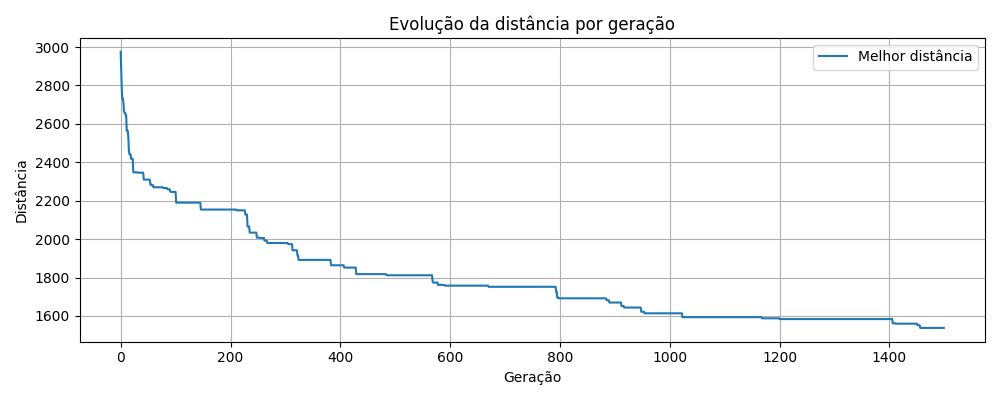 Evolução da distância por geração
Melhor distância
Distância
3000
2800
2600
2400
2200
2000
1800
1600
0 200 400 600 800 1000 1200 1400
Geração